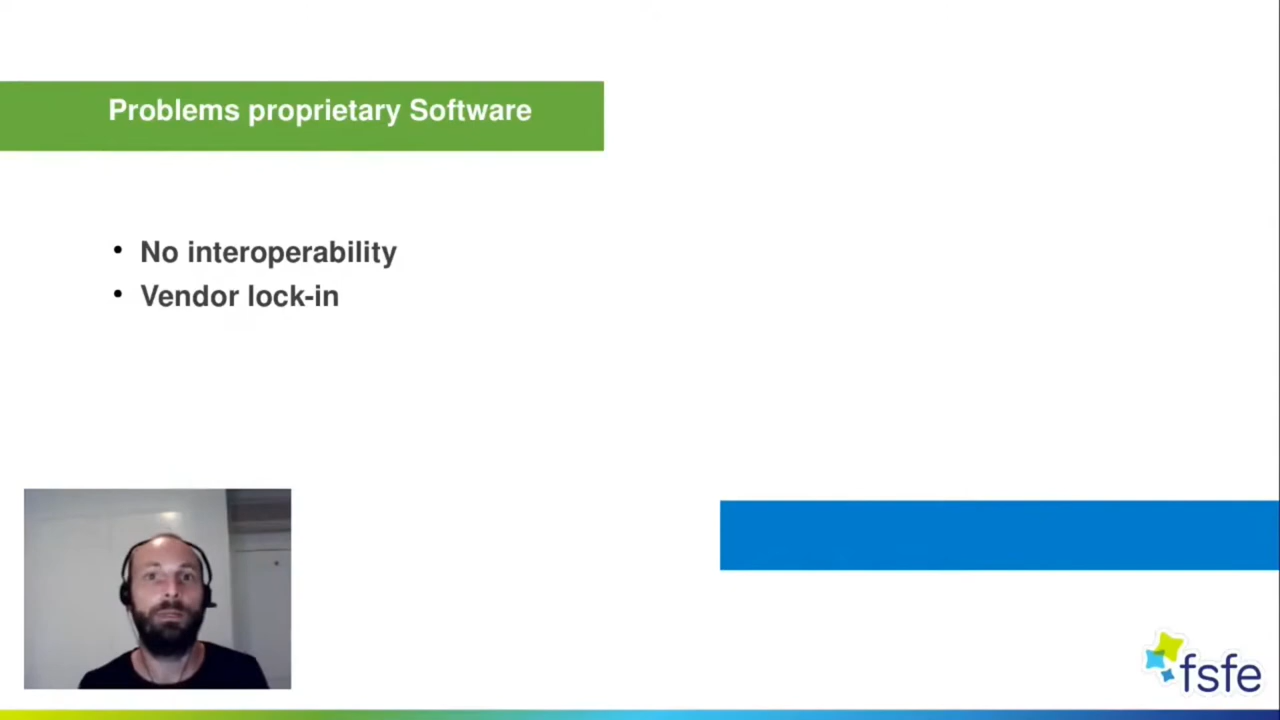 Problems proprietary Software
• No interoperability
• Vendor lock-in
fsfe